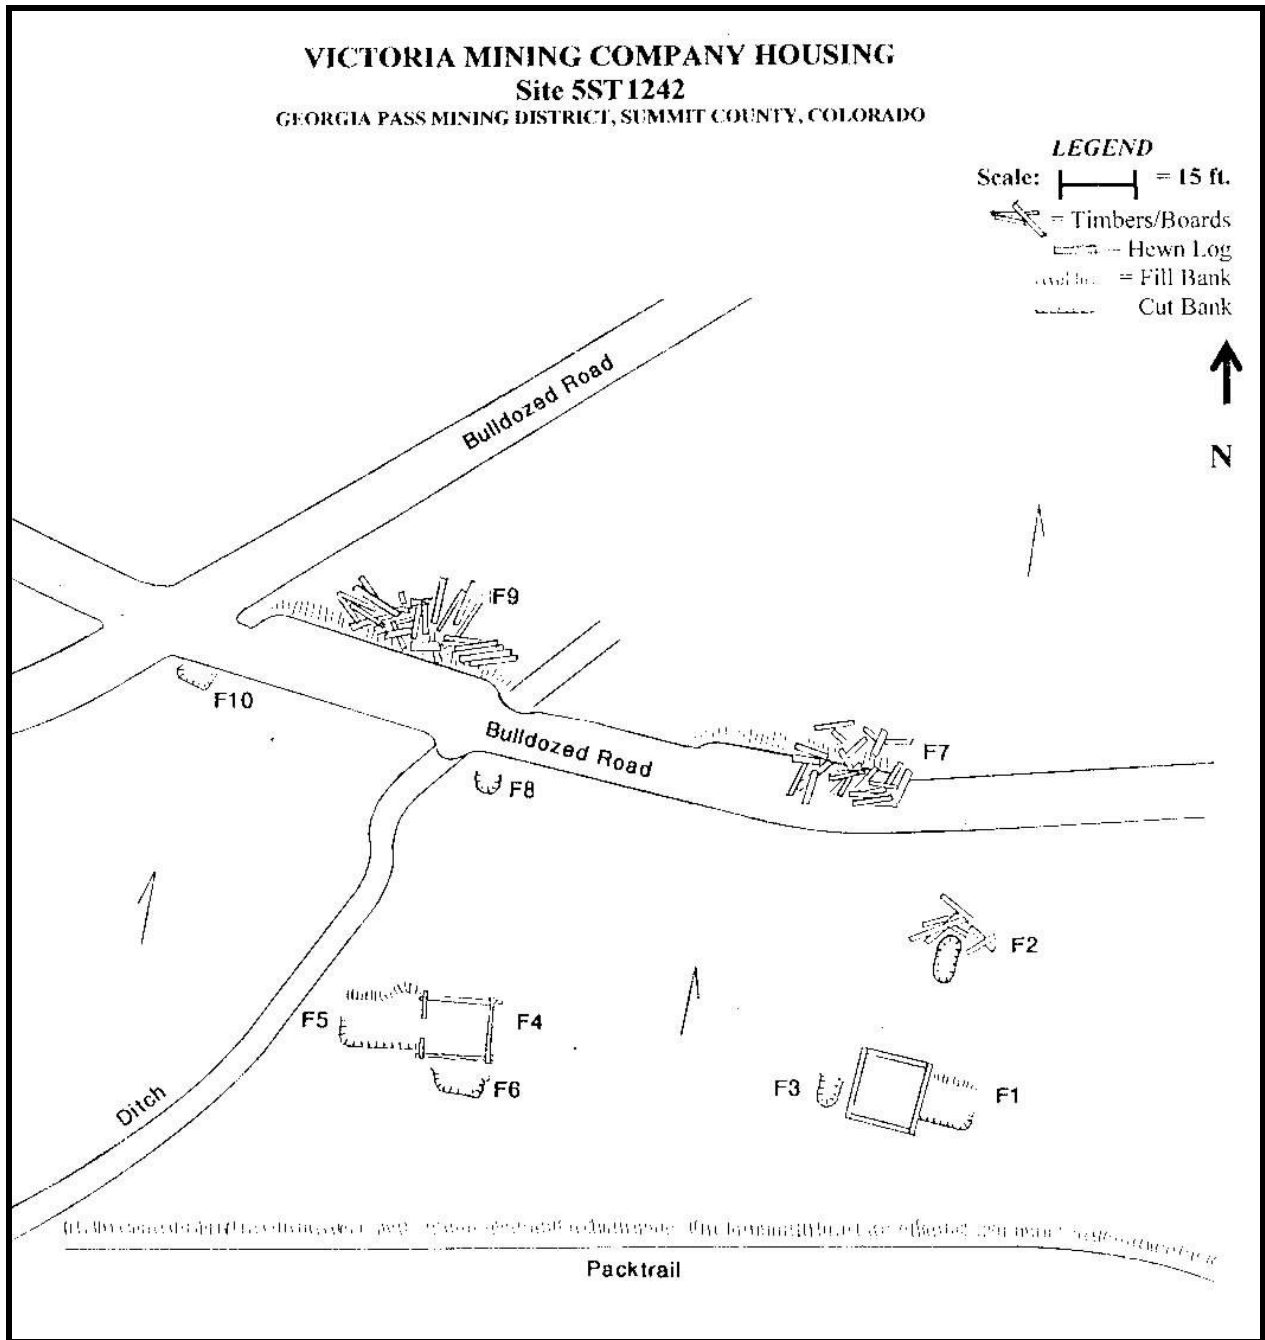 VICTORIA MINING COMPANY HOUSING
Site 5ST1242
GEORGIA PASS MINING DISTRICT, SUMMIT COUNTY, COLORADO
LEGEND
Scale: = 15 ft.
= Timbers/Boards
- Hewn Log
= Fill Bank
Cut Bank
N
Bulldozed Road
F9
F10
Bulldozed Road
F7
F8
F2
F5
F4
F3
F1
F6
Ditch
Packtrail